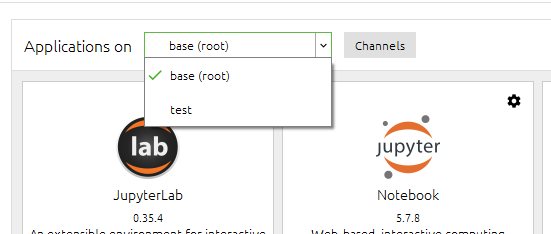 Applications on
base (root)
Channels
base (root)
test
lab
jupyter
JupyterLab
Notebook
0.35.4
5.7.8
An extensible environment for interactive
Web-based, interactive computing